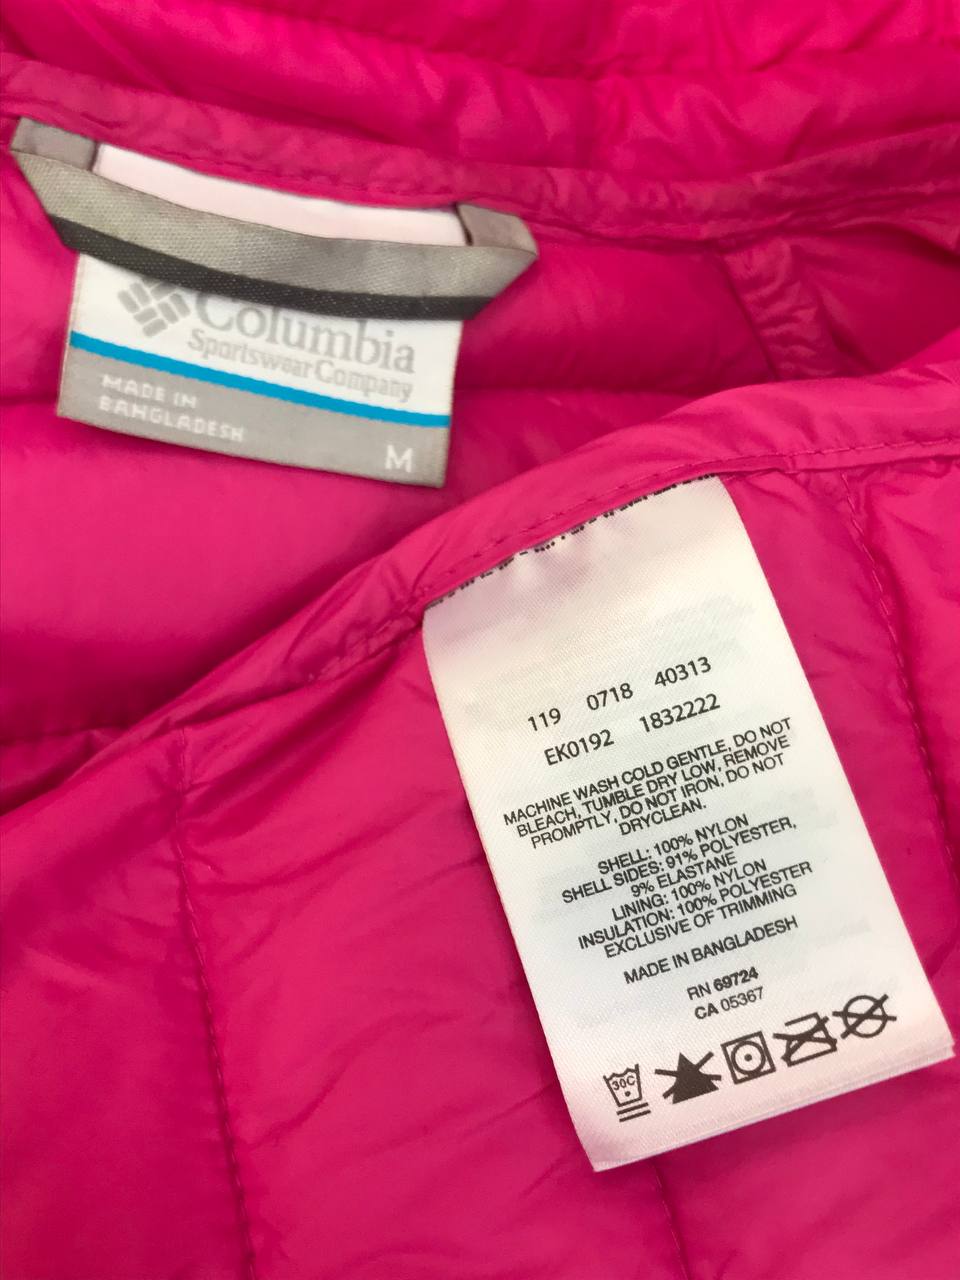 Columbia
Sportswear Company
MADE IN
BANGLADESH
M
119 0718 40313
EK0192 1832222
MACHINE WASH COLD GENTLE, DO NOT
BLEACH, TUMBLE DRY LOW, REMOVE
PROMPTLY, DO NOT IRON, DO NOT
DRYCLEAN.
SHELL: 100% NYLON
SHELL SIDES: 91% POLYESTER,
9% ELASTANE
LINING: 100% NYLON
INSULATION: 100% POLYESTER
EXCLUSIVE OF TRIMMING
MADE IN BANGLADESH
RN 69724
CA 05367
30C